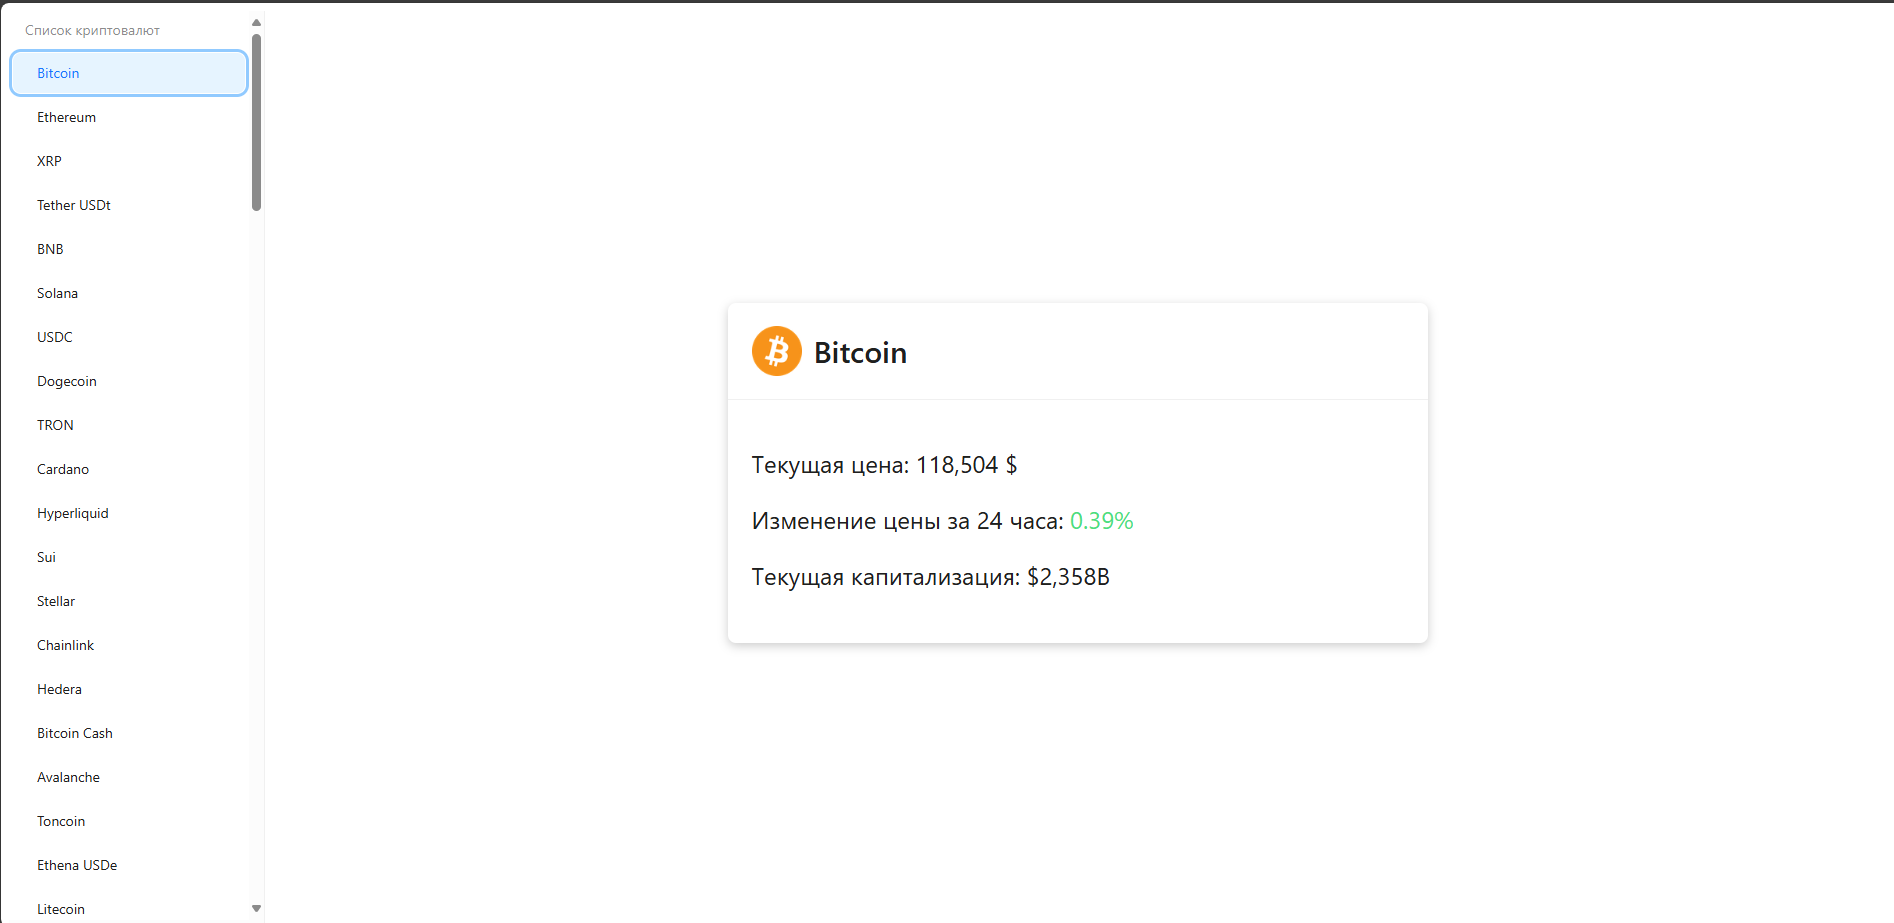 Список криптовалют
Bitcoin
Ethereum
XRP
Tether USDt
BNB
Solana
USDC
Dogecoin
TRON
Cardano
Hyperliquid
Sui
Stellar
Chainlink
Hedera
Bitcoin Cash
Avalanche
Toncoin
Ethena USDe
Litecoin
Bitcoin
Текущая цена: 118,504 $
Изменение цены за 24 часа: 0.39%
Текущая капитализация: $2,358B